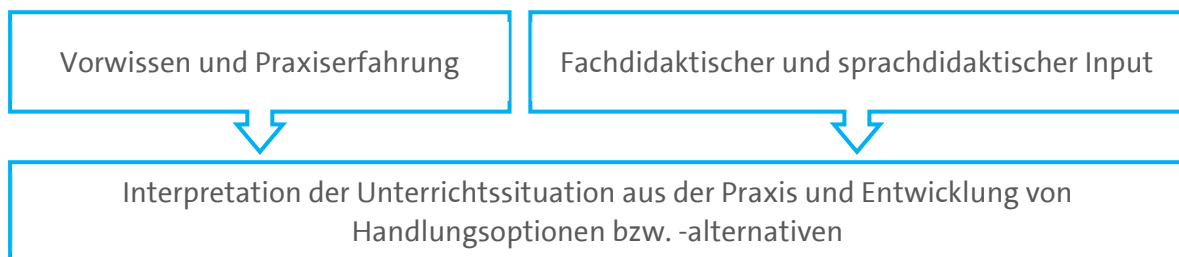 Vorwissen und Praxiserfahrung
Fachdidaktischer und sprachdidaktischer Input
Interpretation der Unterrichtssituation aus der Praxis und Entwicklung von
Handlungsoptionen bzw. -alternativen